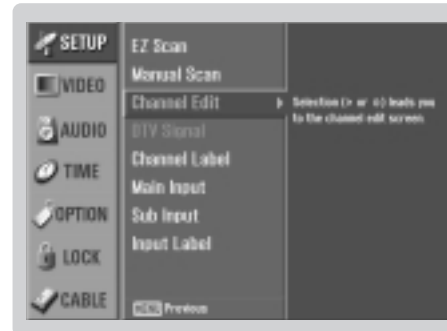 SETUP
VIDEO
AUDIO
TIME
OPTION
LOCK
CABLE
EZ Scan
Manual Scan
Channel Edit
DTV Signal
Channel Label
Main Input
Sub Input
Input Label
MENU Previous
Selection (▷ or ⊙) leads you
to the channel edit screen.